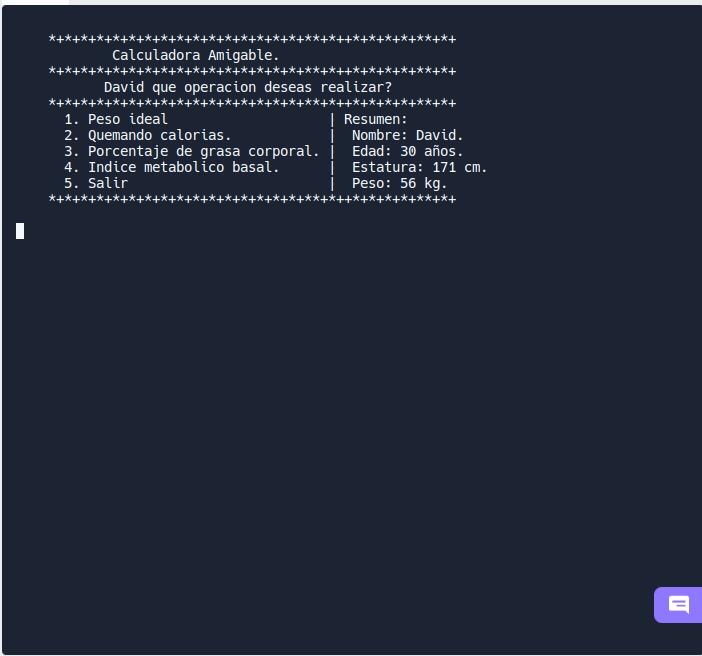 *+*+*+*+*+*+*+*+*+*+*+*+*+*+*+*+*+*++*+*+*+*+*+*+*+
Calculadora Amigable.
*+*+*+*+*+*+*+*+*+*+*+*+*+*+*+*+*+*++*+*+*+*+*+*+*+
David que operacion deseas realizar?
*+*+*+*+*+*+*+*+*+*+*+*+*+*+*+*+*+*++*+*+*+*+*+*+*+
1. Peso ideal                    | Resumen:
2. Quemando calorias.            |  Nombre: David.
3. Porcentaje de grasa corporal. |  Edad: 30 años.
4. Indice metabolico basal.      |  Estatura: 171 cm.
5. Salir                         |  Peso: 56 kg.
*+*+*+*+*+*+*+*+*+*+*+*+*+*+*+*+*+*++*+*+*+*+*+*+*+